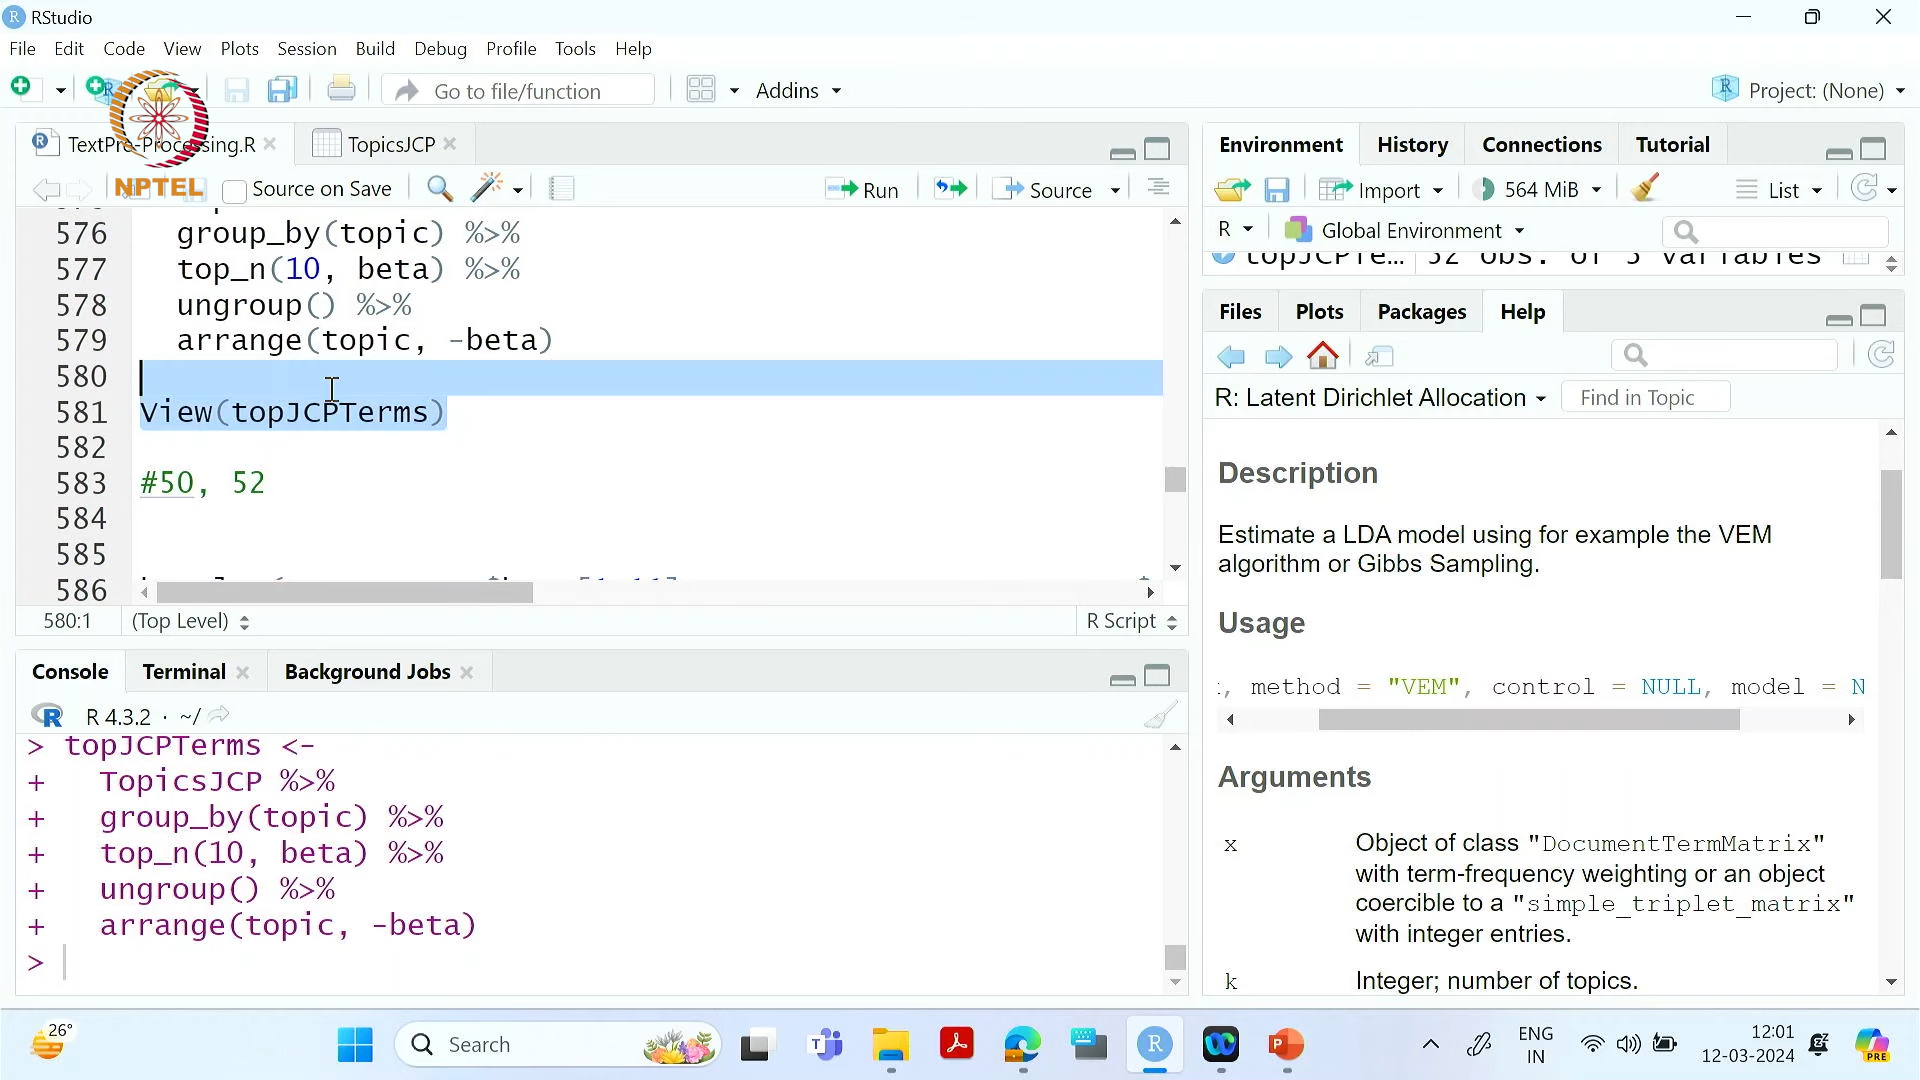 RStudio
File Edit Code View Plots Session Build Debug Profile Tools Help
Go to file/function Addins Project: (None)
TextPre-Processing.R TopicsJCP
NPTEL Source on Save Run Source
576 group_by(topic) %>%
577 top_n(10, beta) %>%
578 ungroup() %>%
579 arrange(topic, -beta)
580
581 View(topJCPTerms)
582
583 #50, 52
584
585
586
580:1 (Top Level) R Script
Console Terminal Background Jobs
R 4.3.2 · ~/
> topJCPTerms <-
+ TopicsJCP %>%
+ group_by(topic) %>%
+ top_n(10, beta) %>%
+ ungroup() %>%
+ arrange(topic, -beta)
>
Environment History Connections Tutorial
Import 564 MiB List
R Global Environment
topJCPTe... 52 obs. of 3 variables
Files Plots Packages Help
R: Latent Dirichlet Allocation Find in Topic
Description
Estimate a LDA model using for example the VEM
algorithm or Gibbs Sampling.
Usage
, method = "VEM", control = NULL, model = N
Arguments
x Object of class "DocumentTermMatrix"
with term-frequency weighting or an object
coercible to a "simple_triplet_matrix"
with integer entries.
k Integer; number of topics.
26° Search ENG
IN 12:01
12-03-2024 PRE